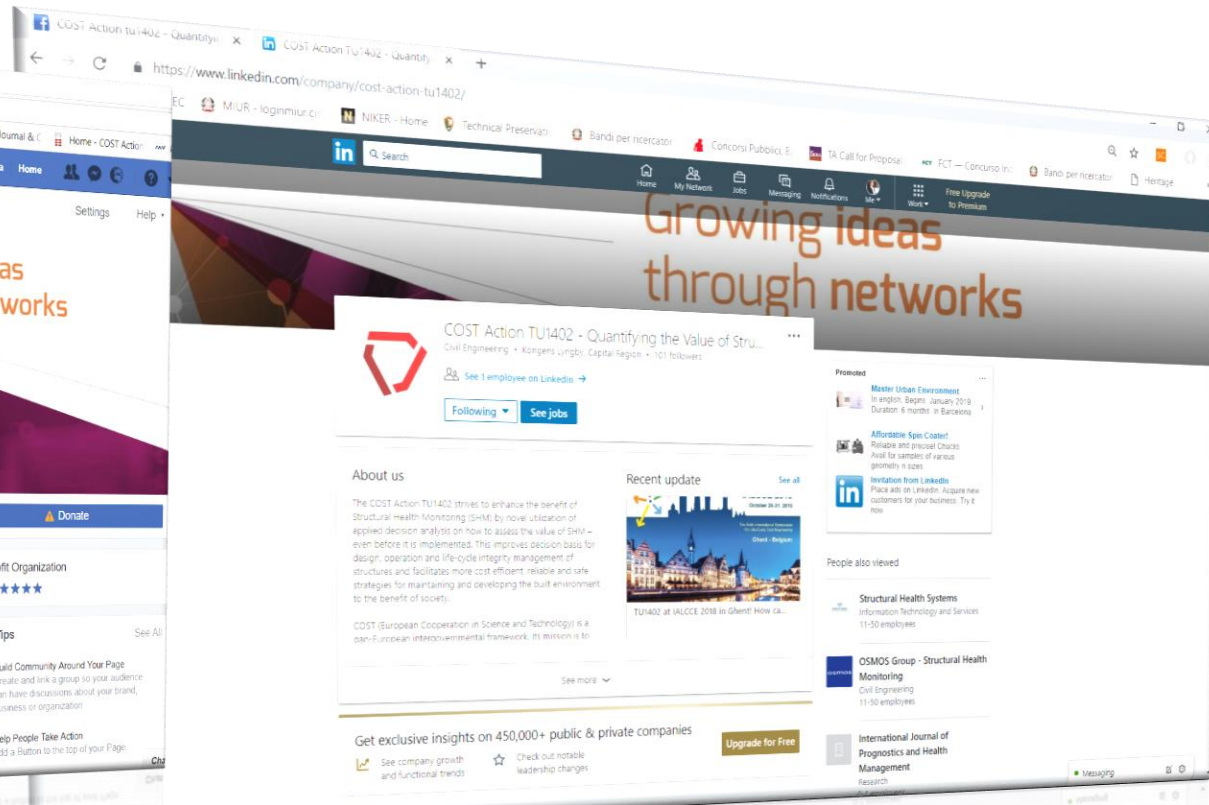 COST Action tu1402 - Quantifyi
COST Action TU1402 - Quantify
https://www.linkedin.com/company/cost-action-tu1402/
EC
MIUR - loginmiur.ci
NIKER - Home
Technical Preservati
Bandi per ricercator
Concorsi Pubblici, E
TA Call for Proposal
FCT — Concurso Inc
Bandi per ricercator
Heritage
Journal & C
Home - COST Action
Home
Settings
Help
as
works
Donate
fit Organization
See All
uild Community Around Your Page
reate and link a group so your audience
an have discussions about your brand,
usiness or organization
elp People Take Action
dd a Button to the top of your Page
Cha
in
Search
Home
My Network
Jobs
Messaging
Notifications
Me
Work
Free Upgrade
to Premium
Growing ideas
through networks
COST Action TU1402 - Quantifying the Value of Stru...
Civil Engineering • Kongens Lyngby, Capital Region • 101 followers
See 1 employee on LinkedIn →
Following
See jobs
About us
The COST Action TU1402 strives to enhance the benefit of
Structural Health Monitoring (SHM) by novel utilization of
applied decision analysis on how to assess the value of SHM –
even before it is implemented. This improves decision basis for
design, operation and life-cycle integrity management of
structures and facilitates more cost efficient, reliable and safe
strategies for maintaining and developing the built environment
to the benefit of society.
COST (European Cooperation in Science and Technology) is a
pan-European intergovernmental framework. Its mission is to
See more
Recent update
See all
Ghent - Belgium
TU1402 at IALCCE 2018 in Ghent! How ca...
Get exclusive insights on 450,000+ public & private companies
See company growth
and functional trends
Check out notable
leadership changes
Upgrade for Free
Promoted
Master Urban Environment
In english. Begins: January 2019
Duration: 6 months. In Barcelona
Affordable Spin Coater!
Reliable and precise! Chucks
Avail for samples of various
geometry n sizes
in
Invitation from LinkedIn
Place ads on LinkedIn. Acquire new
customers for your business. Try it
now
People also viewed
Structural Health Systems
Information Technology and Services
11-50 employees
osmos
OSMOS Group - Structural Health
Monitoring
Civil Engineering
11-50 employees
International Journal of
Prognostics and Health
Management
Research
Messaging